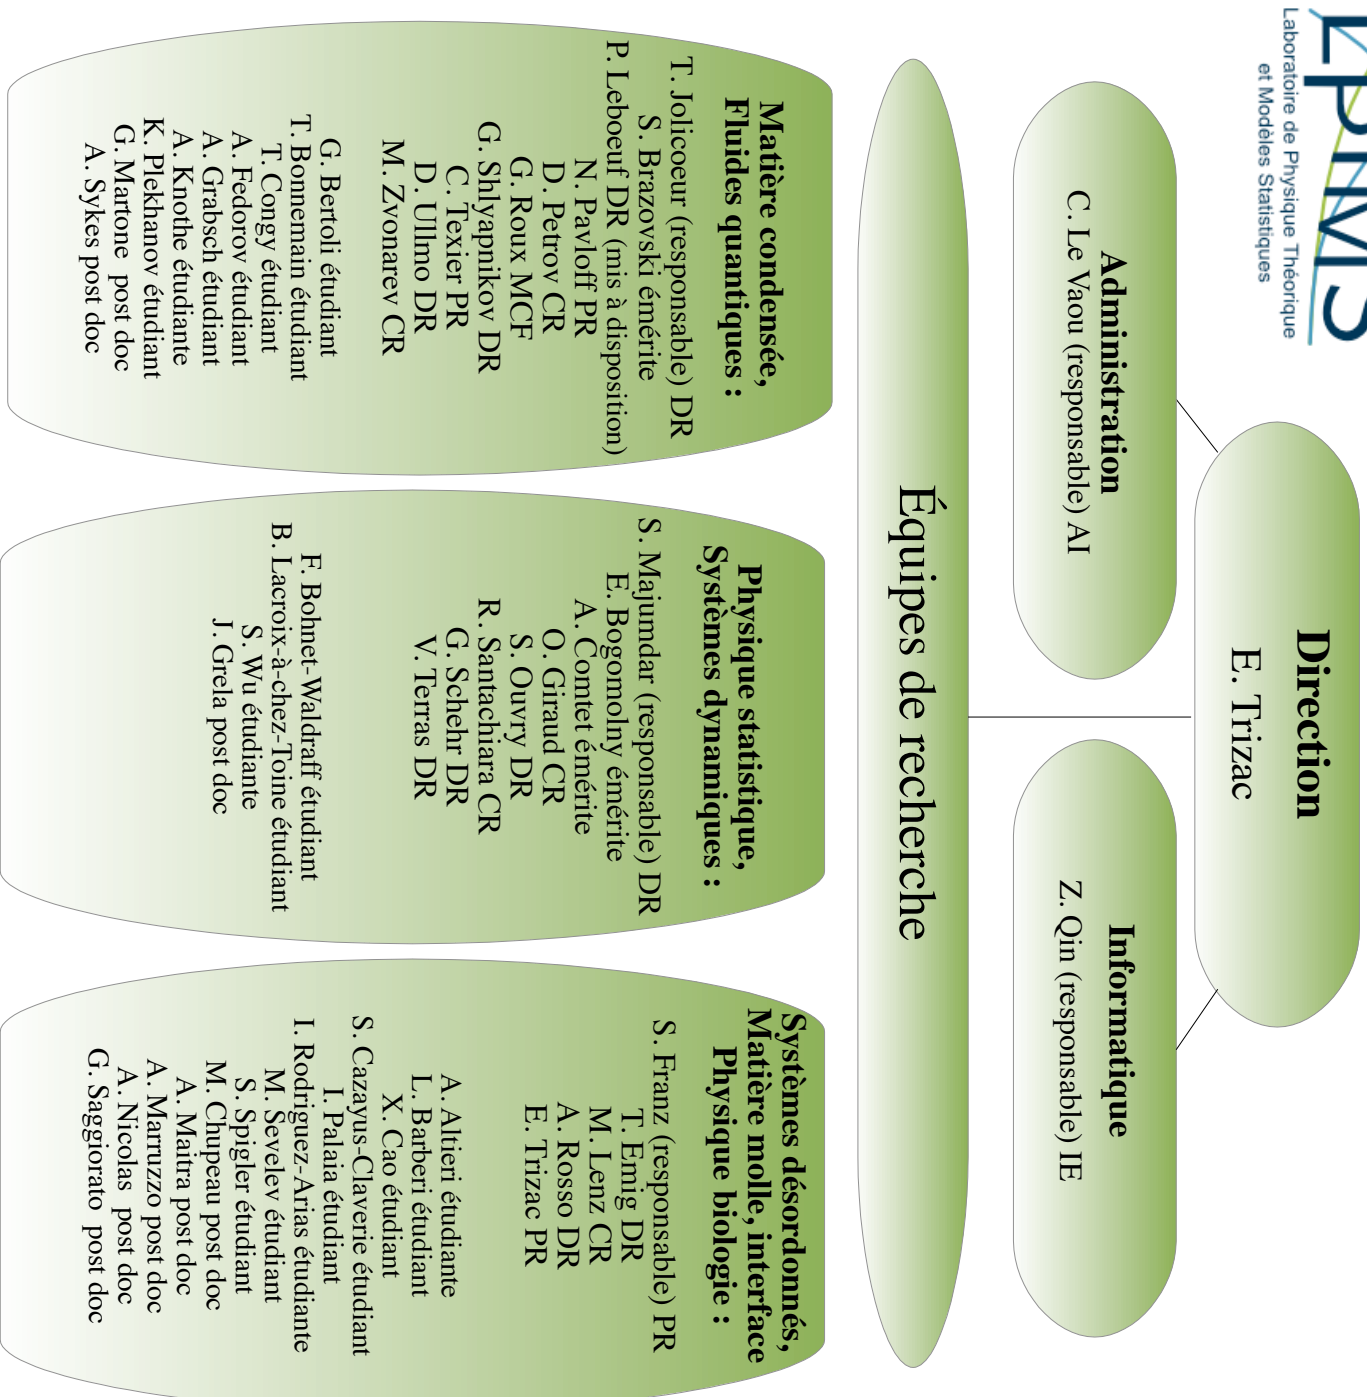 LPTMS
Laboratoire de Physique Théorique
et Modèles Statistiques
Direction
E. Trizac
Administration
C. Le Vaou (responsable) AI
Informatique
Z. Qin (responsable) IE
Équipes de recherche
Matière condensée,
Fluides quantiques :
T. Jolicoeur (responsable) DR
S. Brazovski émérite
P. Leboeuf DR (mis à disposition)
N. Pavloff PR
D. Petrov CR
G. Roux MCF
G. Shlyapnikov DR
C. Texier PR
D. Ullmo DR
M. Zvonarev CR
G. Bertoli étudiant
T. Bonnemain étudiant
T. Congy étudiant
A. Fedorov étudiant
A. Grabsch étudiant
A. Knothe étudiante
K. Plekhanov étudiant
G. Martone post doc
A. Sykes post doc
Physique statistique,
Systèmes dynamiques :
S. Majumdar (responsable) DR
E. Bogomolny émérite
A. Comtet émérite
O. Giraud CR
S. Ouvry DR
R. Santachiara CR
G. Schehr DR
V. Terras DR
F. Bohnet-Waldraff étudiant
B. Lacroix-à-chez-Toine étudiant
S. Wu étudiante
J. Grela post doc
Systèmes désordonnés,
Matière molle, interface
Physique biologie :
S. Franz (responsable) PR
T. Emig DR
M. Lenz CR
A. Rosso DR
E. Trizac PR
A. Altieri étudiante
L. Barberi étudiant
X. Cao étudiant
S. Cazayus-Claverie étudiant
I. Palaia étudiant
I. Rodriguez-Arias étudiante
M. Sevelev étudiant
S. Spigler étudiant
M. Chupeau post doc
A. Maitra post doc
A. Marruzzo post doc
A. Nicolas post doc
G. Saggiorato post doc